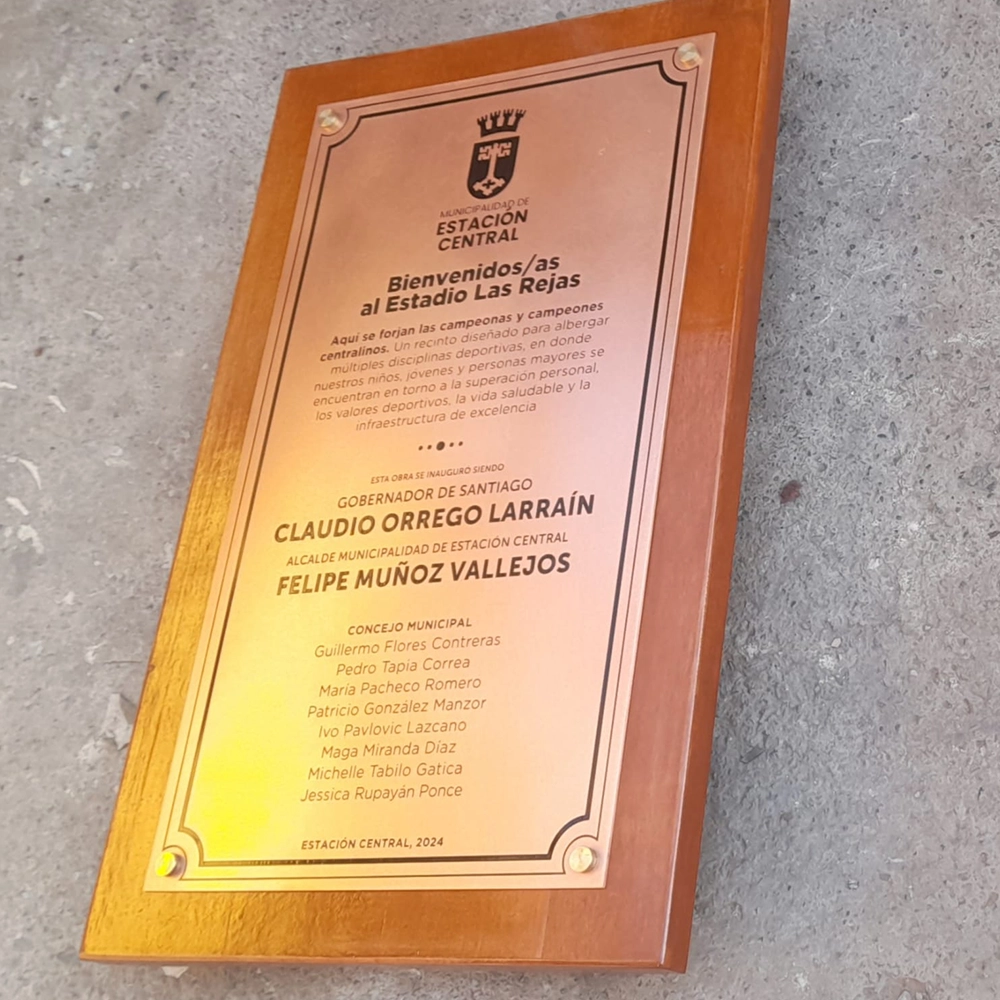 MUNICIPALIDAD DE
ESTACIÓN
CENTRAL
Bienvenidos/as
al Estadio Las Rejas
Aquí se forjan las campeonas y campeones
centralinos. Un recinto diseñado para albergar
múltiples disciplinas deportivas, en donde
nuestros niños, jóvenes y personas mayores se
encuentran en torno a la superación personal,
los valores deportivos, la vida saludable y la
infraestructura de excelencia
ESTA OBRA SE INAUGURO SIENDO
GOBERNADOR DE SANTIAGO
CLAUDIO ORREGO LARRAÍN
ALCALDE MUNICIPALIDAD DE ESTACIÓN CENTRAL
FELIPE MUÑOZ VALLEJOS
CONCEJO MUNICIPAL
Guillermo Flores Contreras
Pedro Tapia Correa
María Pacheco Romero
Patricio González Manzor
Ivo Pavlovic Lazcano
Maga Miranda Díaz
Michelle Tabilo Gatica
Jessica Rupayán Ponce
ESTACIÓN CENTRAL, 2024